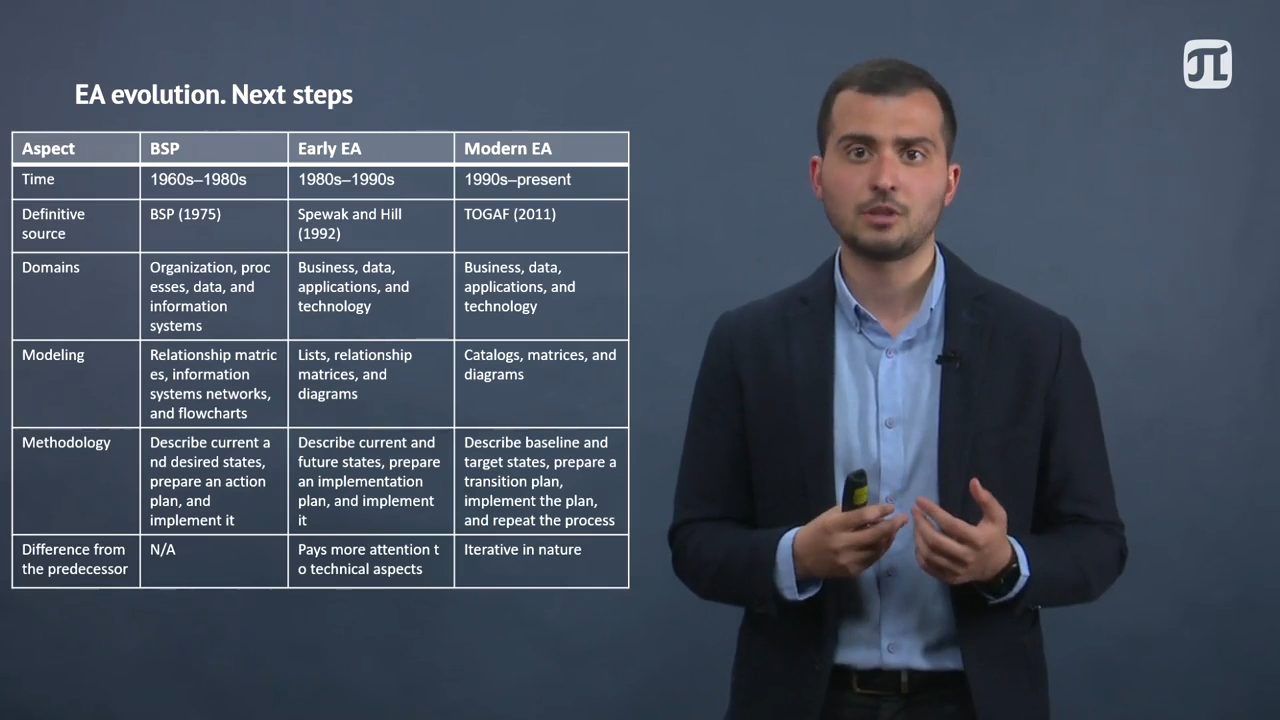 EA evolution. Next steps
Aspect BSP Early EA Modern EA
Time 1960s–1980s 1980s–1990s 1990s–present
Definitive source
BSP (1975)
Spewak and Hill
(1992)
TOGAF (2011)
Domains
Organization, proc
esses, data, and
information
systems
Business, data,
applications, and
technology
Business, data,
applications, and
technology
Modeling
Relationship matric
es, information
systems networks,
and flowcharts
Lists, relationship
matrices, and
diagrams
Catalogs, matrices, and
diagrams
Methodology
Describe current a
nd desired states,
prepare an action
plan, and
implement it
Describe current and
future states, prepare
an implementation
plan, and implement
it
Describe baseline and
target states, prepare a
transition plan,
implement the plan,
and repeat the process
Difference from
the predecessor
N/A
Pays more attention t
o technical aspects
Iterative in nature